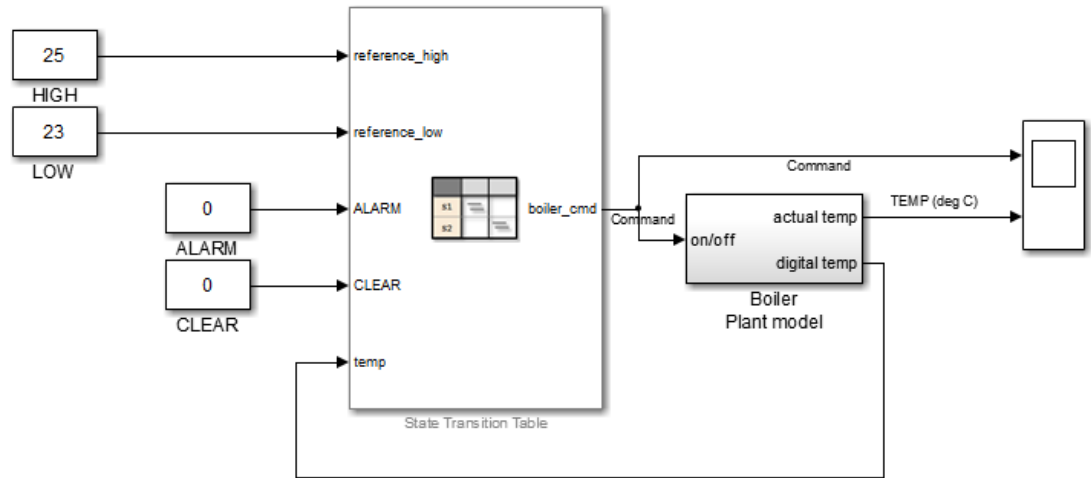 25
HIGH
23
LOW
0
ALARM
0
CLEAR
reference_high
reference_low
ALARM
CLEAR
temp
s1
s2
boiler_cmd
State Transition Table
Command
Command
on/off
actual temp
digital temp
Boiler
Plant model
TEMP (deg C)